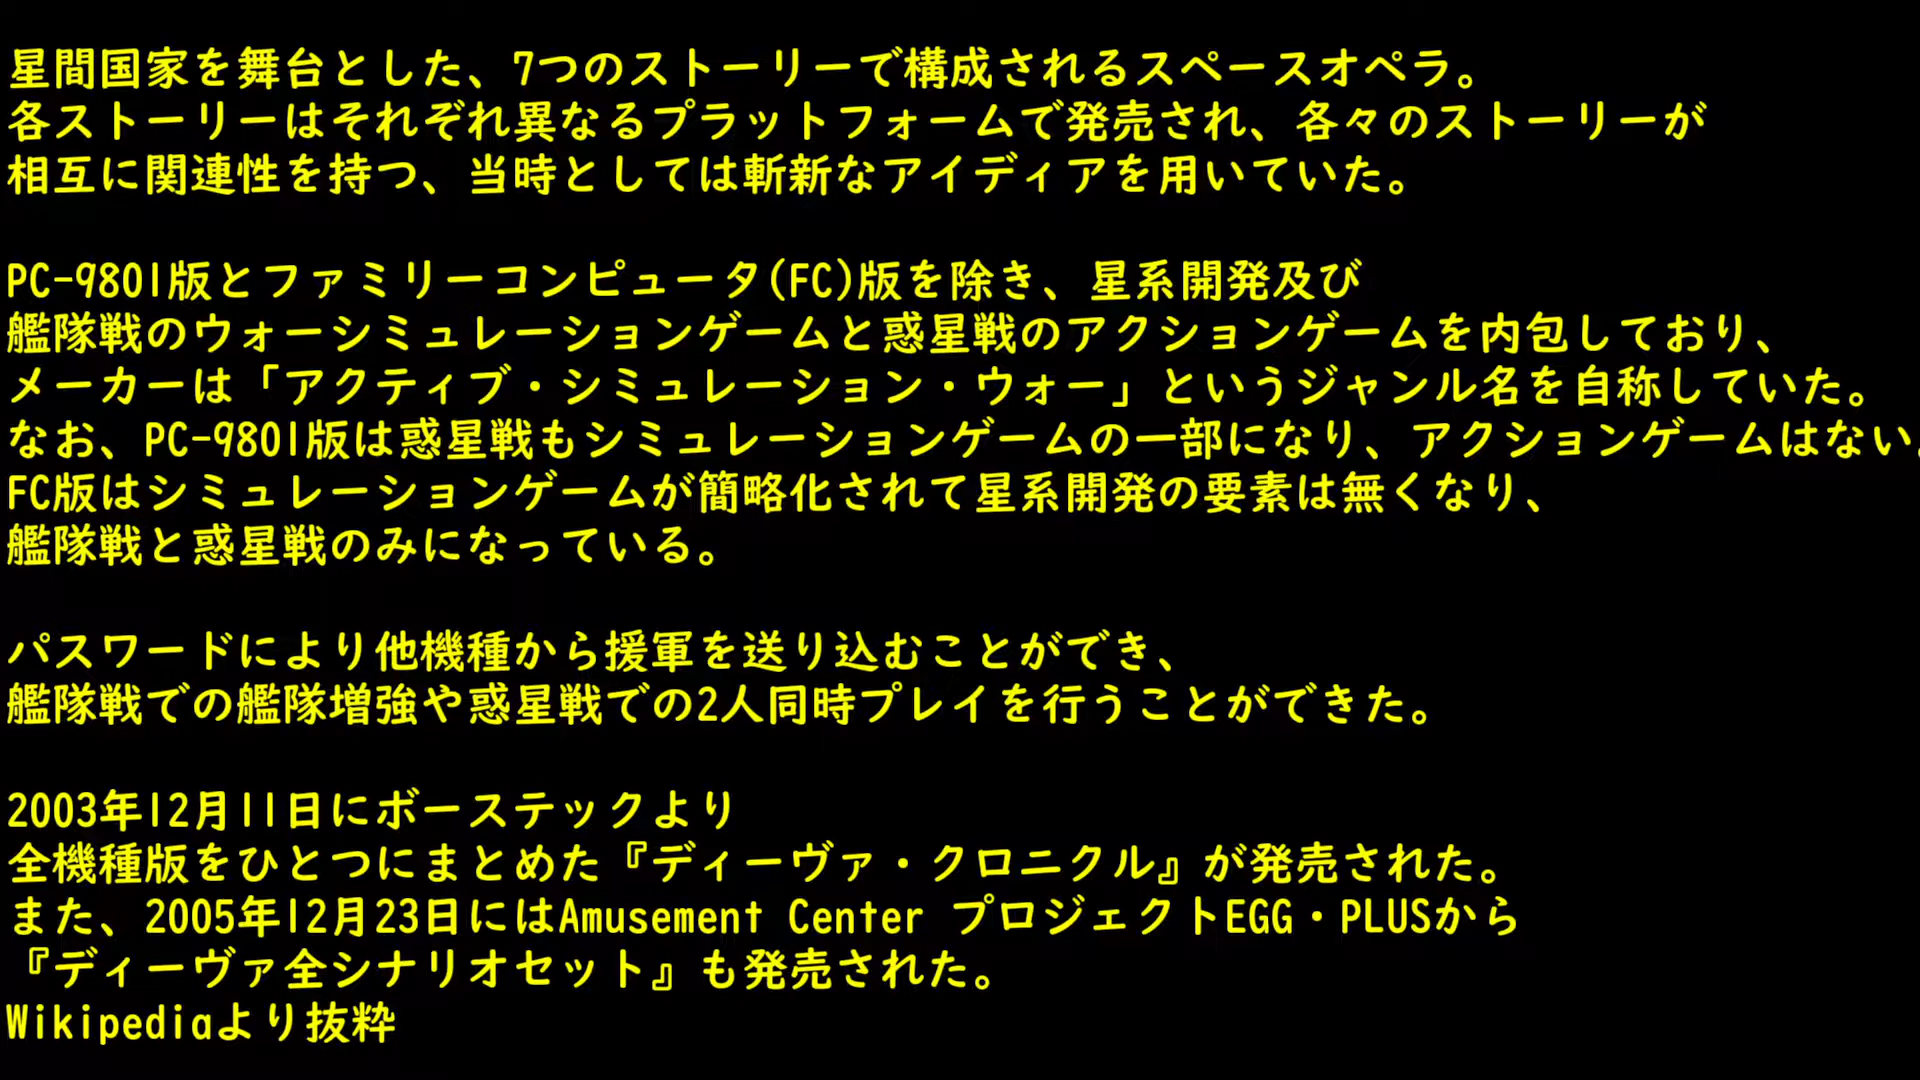 星間国家を舞台とした、7つのストーリーで構成されるスペースオペラ。
各ストーリーはそれぞれ異なるプラットフォームで発売され、各々のストーリーが
相互に関連性を持つ、当時としては斬新なアイディアを用いていた。
PC-9801版とファミリーコンピュータ(FC)版を除き、星系開発及び
艦隊戦のウォーシミュレーションゲームと惑星戦のアクションゲームを内包しており、
メーカーは「アクティブ・シミュレーション・ウォー」というジャンル名を自称していた。
なお、PC-9801版は惑星戦もシミュレーションゲームの一部になり、アクションゲームはない。
FC版はシミュレーションゲームが簡略化されて星系開発の要素は無くなり、
艦隊戦と惑星戦のみになっている。
パスワードにより他機種から援軍を送り込むことができ、
艦隊戦での艦隊増強や惑星戦での2人同時プレイを行うことができた。
2003年12月11日にボーステックより
全機種版をひとつにまとめた『ディーヴァ・クロニクル』が発売された。
また、2005年12月23日にはAmusement Center プロジェクトEGG・PLUSから
『ディーヴァ全シナリオセット』も発売された。
Wikipediaより抜粋